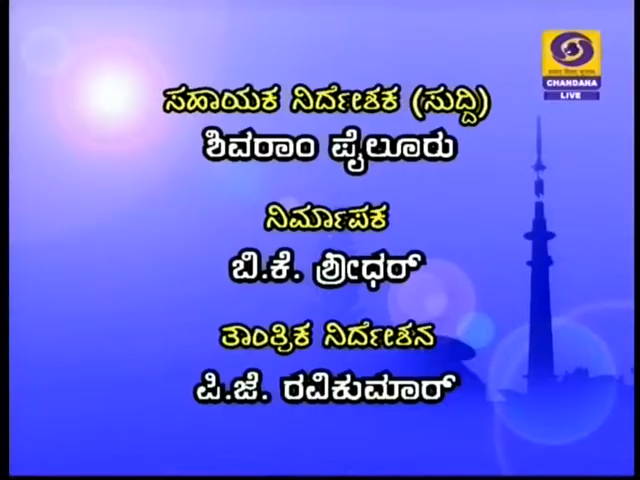 ಸಹಾಯಕ ನಿರ್ದೇಶಕ (ಸುದ್ದಿ)
ಶಿವರಾಂ ಪೈಲೂರು
ನಿರ್ಮಾಪಕ
ಬಿ.ಕೆ. ಶ್ರೀಧರ್
ತಾಂತ್ರಿಕ ನಿರ್ದೇಶನ
ಪಿ.ಜೆ. ರವಿಕುಮಾರ್
CHANDANA
LIVE